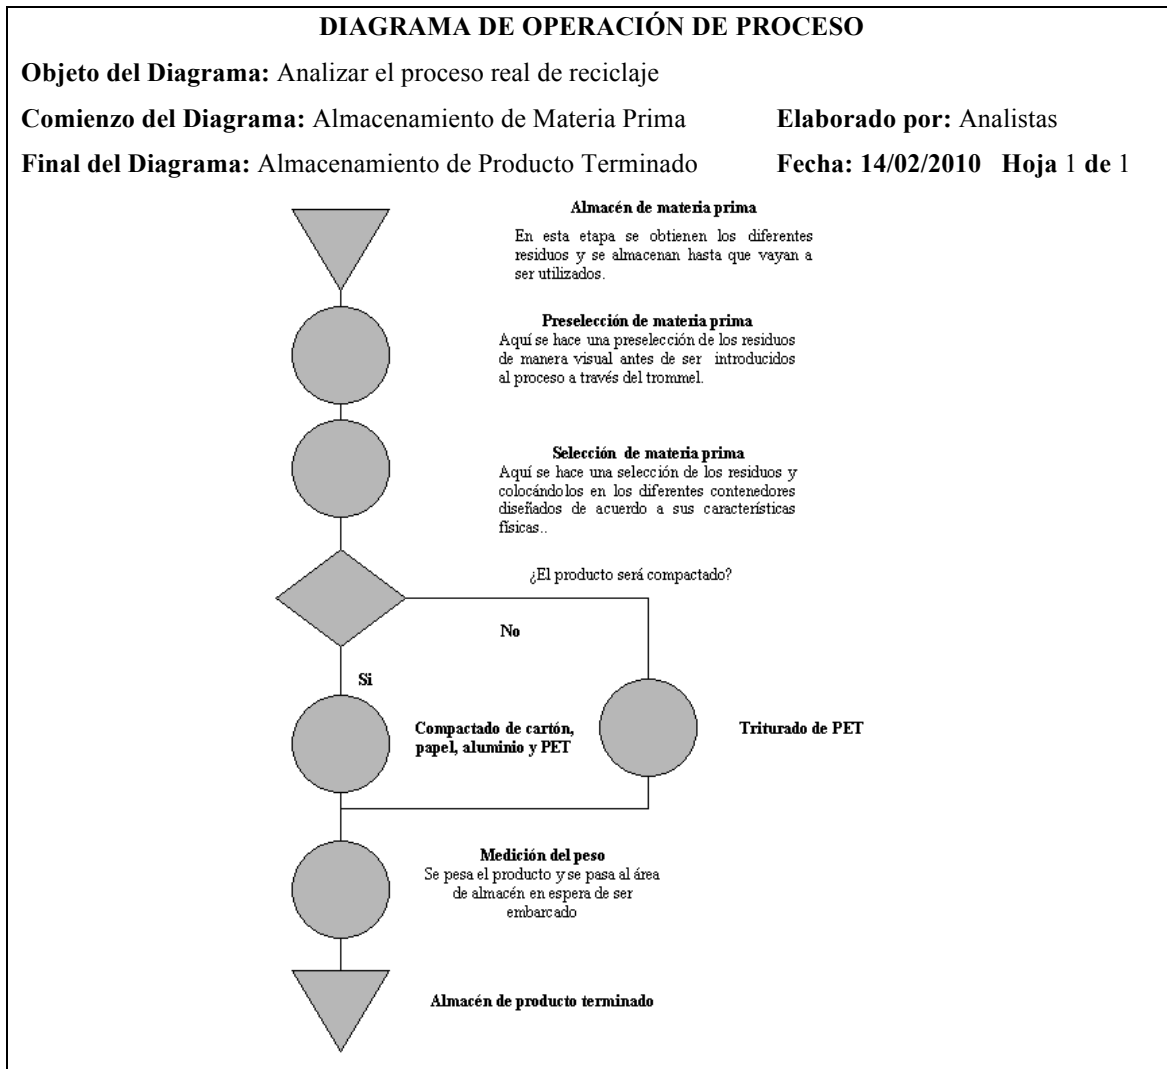 DIAGRAMA DE OPERACIÓN DE PROCESO
Objeto del Diagrama: Analizar el proceso real de reciclaje
Comienzo del Diagrama: Almacenamiento de Materia Prima Elaborado por: Analistas
Final del Diagrama: Almacenamiento de Producto Terminado Fecha: 14/02/2010 Hoja 1 de 1
Almacén de materia prima
En esta etapa se obtienen los diferentes
residuos y se almacenan hasta que vayan a
ser utilizados.
Preselección de materia prima
Aquí se hace una preselección de los residuos
de manera visual antes de ser introducidos
al proceso a través del trommel.
Selección de materia prima
Aquí se hace una selección de los residuos y
colocándolos en los diferentes contenedores
diseñados de acuerdo a sus características
físicas..
¿El producto será compactado?
No
Si
Compactado de cartón,
papel, aluminio y PET
Triturado de PET
Medición del peso
Se pesa el producto y se pasa al área
de almacén en espera de ser
embarcado
Almacén de producto terminado